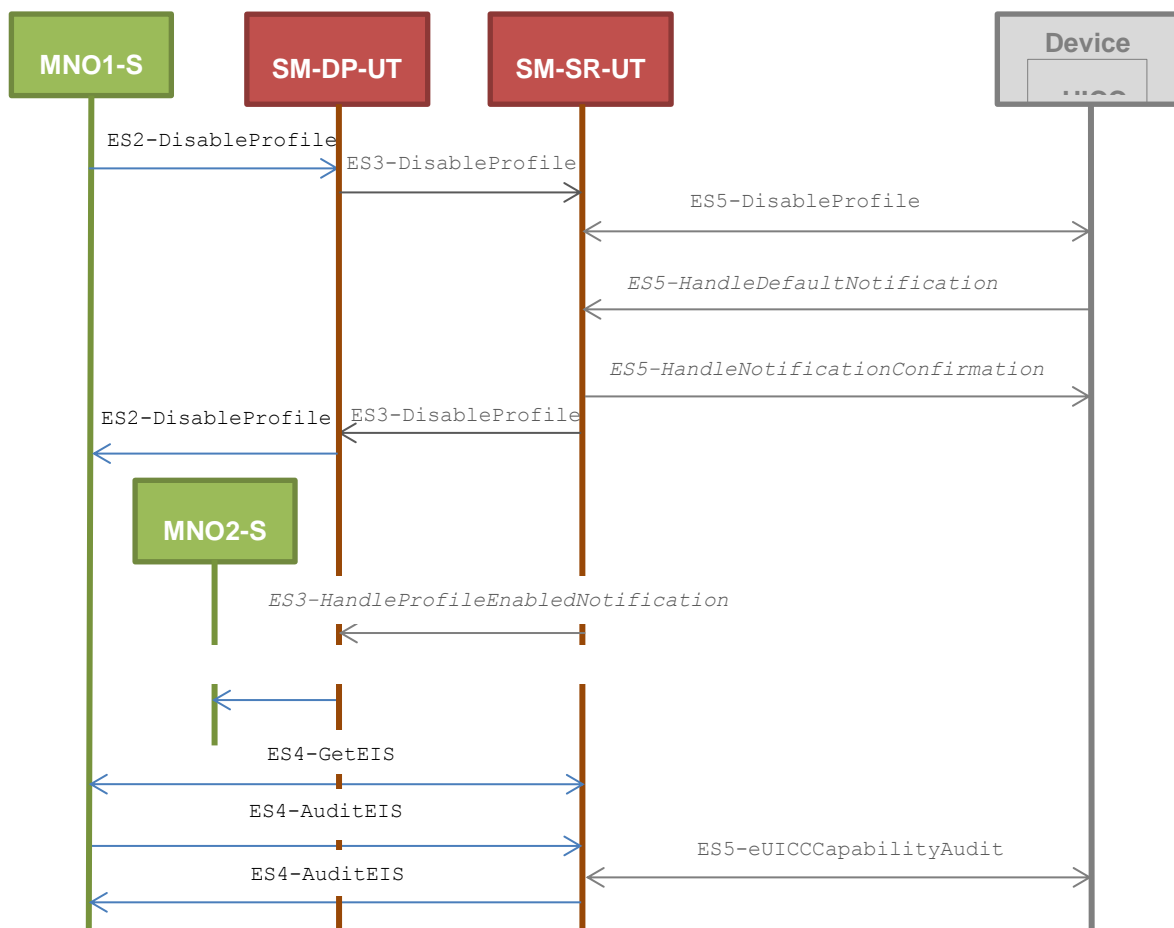 MNO1-S
SM-DP-UT
SM-SR-UT
Device
ES2-DisableProfile
ES3-DisableProfile
ES5-DisableProfile
ES5-HandleDefaultNotification
ES5-HandleNotificationConfirmation
ES3-DisableProfile
ES2-DisableProfile
MNO2-S
ES3-HandleProfileEnabledNotification
ES4-GetEIS
ES4-AuditEIS
ES5-eUICCCapabilityAudit
ES4-AuditEIS